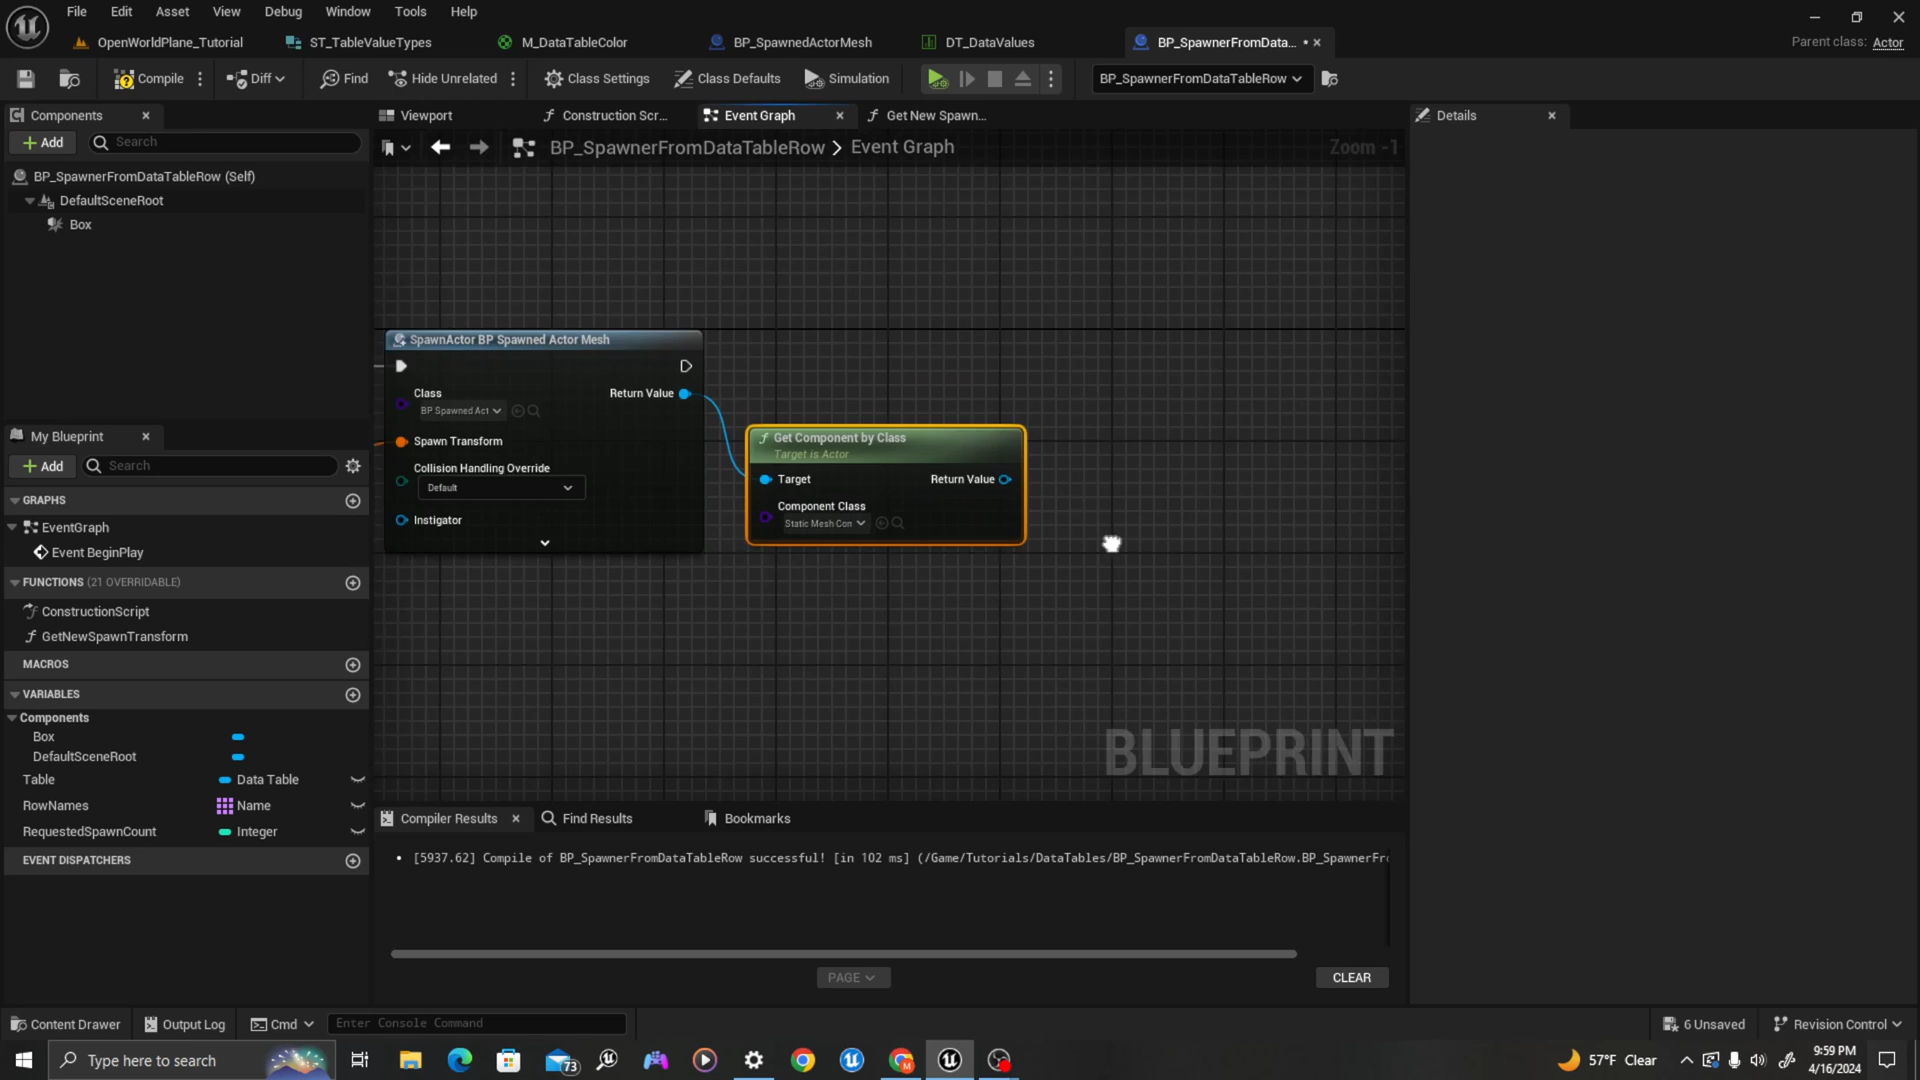 File Edit Asset View Debug Window Tools Help
OpenWorldPlane_Tutorial ST_TableValueTypes M_DataTableColor BP_SpawnedActorMesh DT_DataValues BP_SpawnerFromData... • Parent class: Actor
Compile Diff Find Hide Unrelated Class Settings Class Defaults Simulation BP_SpawnerFromDataTableRow
Components Viewport Construction Scr... Event Graph Get New Spawn... Details
Add Search BP_SpawnerFromDataTableRow > Event Graph Zoom -1
BP_SpawnerFromDataTableRow (Self)
DefaultSceneRoot
Box
SpawnActor BP Spawned Actor Mesh
Class
BP Spawned Act
Return Value
Spawn Transform
Collision Handling Override
Default
Instigator
Get Component by Class
Target is Actor
Target Return Value
Component Class
Static Mesh Con
BLUEPRINT
My Blueprint
Add Search
GRAPHS
EventGraph
Event BeginPlay
FUNCTIONS (21 OVERRIDABLE)
ConstructionScript
GetNewSpawnTransform
MACROS
VARIABLES
Components
Box
DefaultSceneRoot
Table Data Table
RowNames Name
RequestedSpawnCount Integer
EVENT DISPATCHERS
Compiler Results Find Results Bookmarks
• [5937.62] Compile of BP_SpawnerFromDataTableRow successful! [in 102 ms] (/Game/Tutorials/DataTables/BP_SpawnerFromDataTableRow.BP_SpawnerFr
PAGE CLEAR
Content Drawer Output Log Cmd Enter Console Command 6 Unsaved Revision Control
Type here to search 73 57°F Clear 9:59 PM
4/16/2024